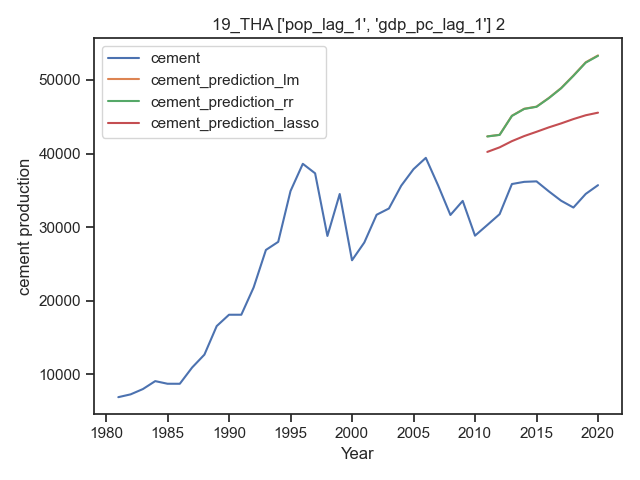 19_THA ['pop_lag_1', 'gdp_pc_lag_1'] 2
cement
cement_prediction_lm
cement_prediction_rr
cement_prediction_lasso
cement production
50000
40000
30000
20000
10000
1980 1985 1990 1995 2000 2005 2010 2015 2020
Year